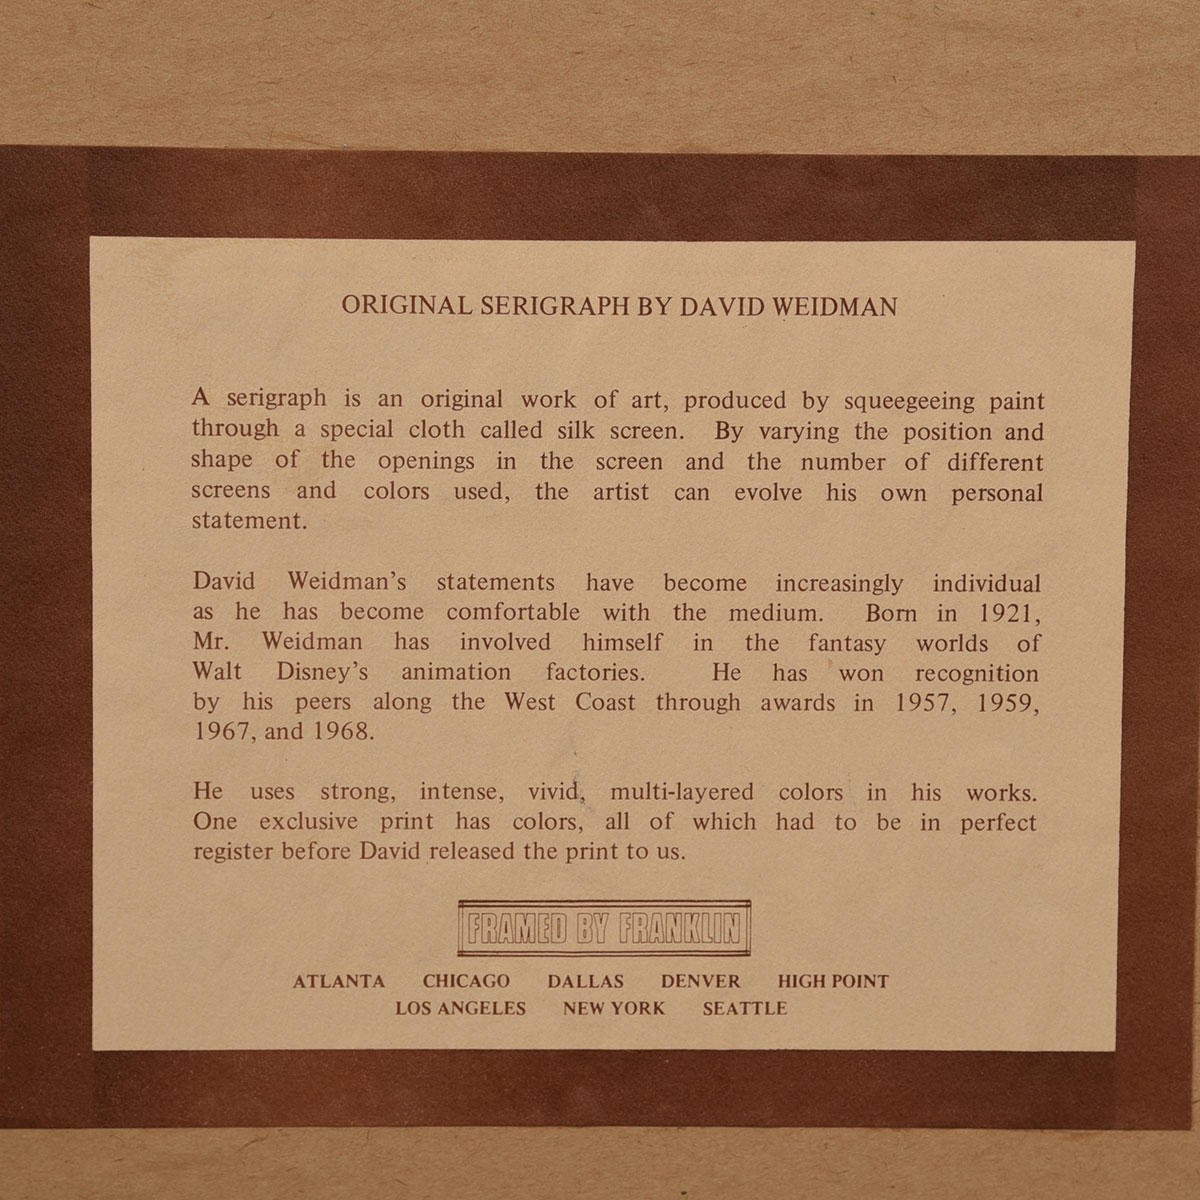 ORIGINAL SERIGRAPH BY DAVID WEIDMAN
A serigraph is an original work of art, produced by squeegeeing paint
through a special cloth called silk screen. By varying the position and
shape of the openings in the screen and the number of different
screens and colors used, the artist can evolve his own personal
statement.
David Weidman's statements have become increasingly individual
as he has become comfortable with the medium. Born in 1921,
Mr. Weidman has involved himself in the fantasy worlds of
Walt Disney's animation factories. He has won recognition
by his peers along the West Coast through awards in 1957, 1959,
1967, and 1968.
He uses strong, intense, vivid, multi-layered colors in his works.
One exclusive print has colors, all of which had to be in perfect
register before David released the print to us.
FRAMED BY FRANKLIN
ATLANTA CHICAGO DALLAS DENVER HIGH POINT
LOS ANGELES NEW YORK SEATTLE